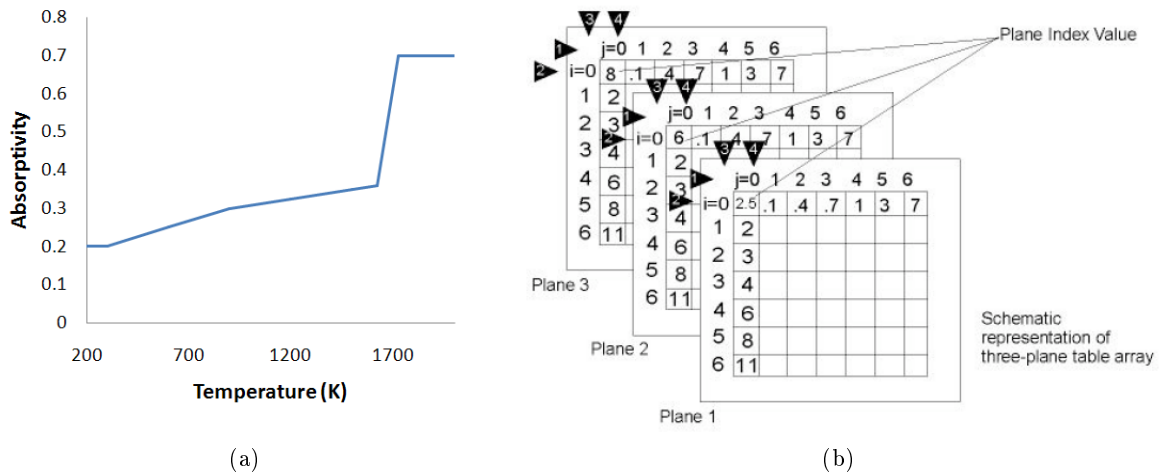 0.8
0.7
0.6
0.5
0.4
0.3
0.2
0.1
0
Absorptivity
200 700 1200 1700
Temperature (K)
(a)
3 4
1 j=0 1 2 3 4 5 6
2 i=0 8 .1 .4 .7 1 3 7
1 2
2 3
3 4
4 6
5 8
6 11
Plane 3
3 4
1 j=0 1 2 3 4 5 6
2 i=0 6 .1 .4 .7 1 3 7
1 2
2 3
3 4
4 6
5 8
6 11
Plane 2
3 4
1 j=0 1 2 3 4 5 6
2 i=0 2.5 .1 .4 .7 1 3 7
1 2
2 3
3 4
4 6
5 8
6 11
Plane 1
Plane Index Value
Schematic
representation of
three-plane table array
(b)